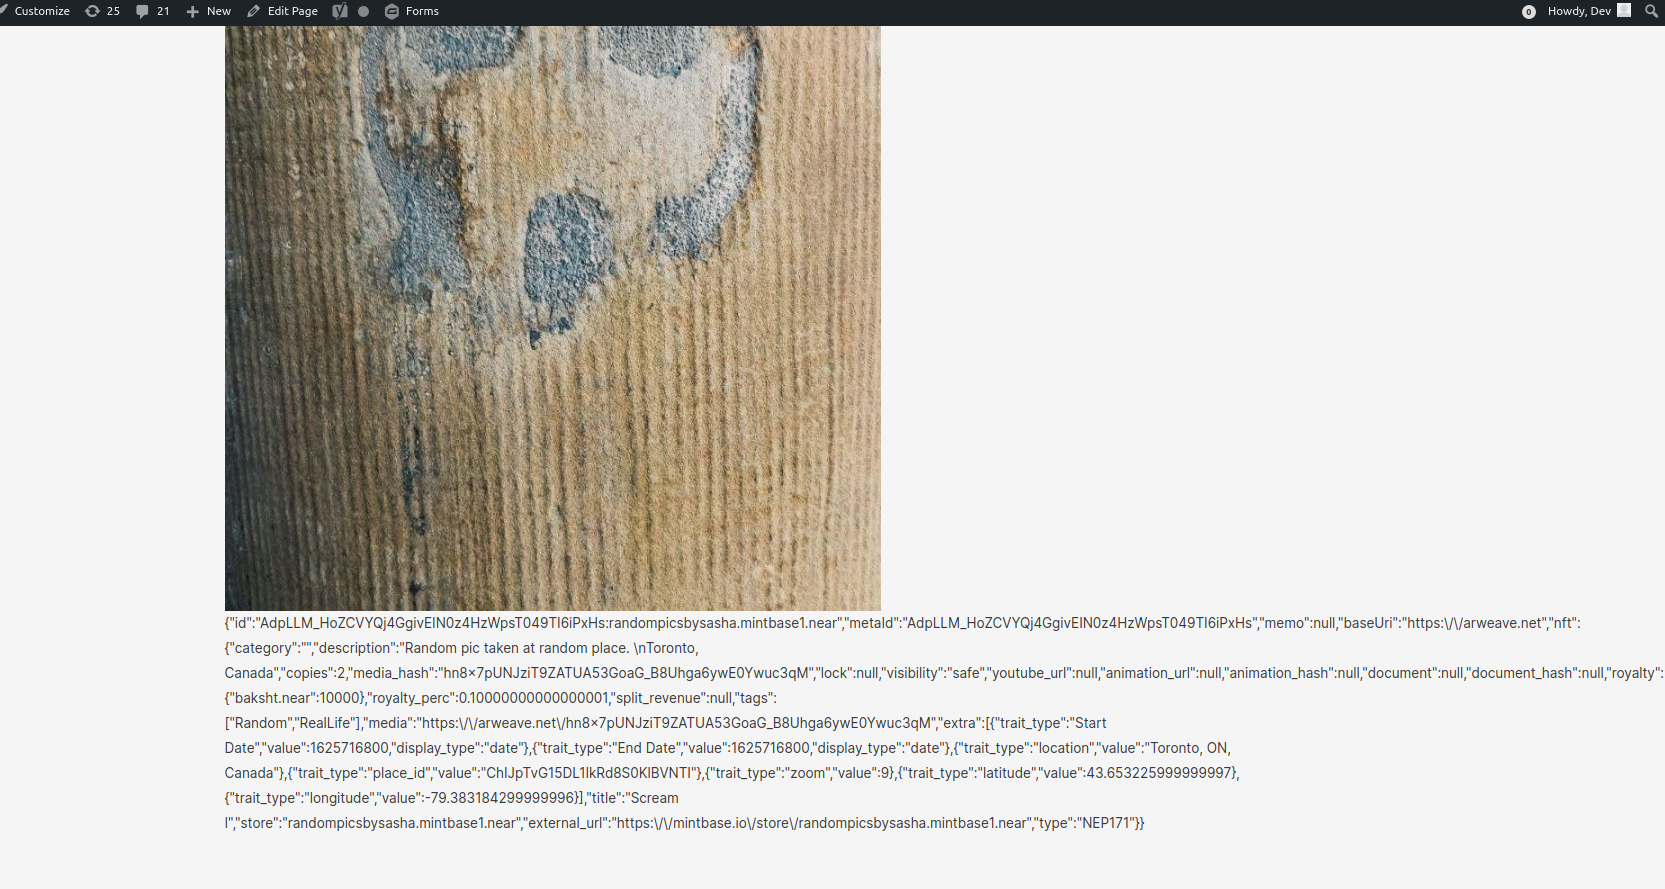 Customize 25 21 New Edit Page Forms 0 Howdy, Dev
{"id":"AdpLLM_HoZCVYQj4GgivEIN0z4HzWpsT049TI6iPxHs:randompicsbysasha.mintbase1.near","metaId":"AdpLLM_HoZCVYQj4GgivEIN0z4HzWpsT049TI6iPxHs","memo":null,"baseUri":"https:\/\/arweave.net","nft":
{"category":"","description":"Random pic taken at random place. \nToronto,
Canada","copies":2,"media_hash":"hn8×7pUNJziT9ZATUA53GoaG_B8Uhga6ywE0Ywuc3qM","lock":null,"visibility":"safe","youtube_url":null,"animation_url":null,"animation_hash":null,"document":null,"document_hash":null,"royalty":
{"baksht.near":10000},"royalty_perc":0.10000000000000001,"split_revenue":null,"tags":
["Random","RealLife"],"media":"https:\/\/arweave.net\/hn8×7pUNJziT9ZATUA53GoaG_B8Uhga6ywE0Ywuc3qM","extra":[{"trait_type":"Start
Date","value":1625716800,"display_type":"date"},{"trait_type":"End Date","value":1625716800,"display_type":"date"},{"trait_type":"location","value":"Toronto, ON,
Canada"},{"trait_type":"place_id","value":"ChIJpTvG15DL1IkRd8S0KlBVNTI"},{"trait_type":"zoom","value":9},{"trait_type":"latitude","value":43.653225999999997},
{"trait_type":"longitude","value":-79.383184299999996}],"title":"Scream
I","store":"randompicsbysasha.mintbase1.near","external_url":"https:\/\/mintbase.io\/store\/randompicsbysasha.mintbase1.near","type":"NEP171"}}